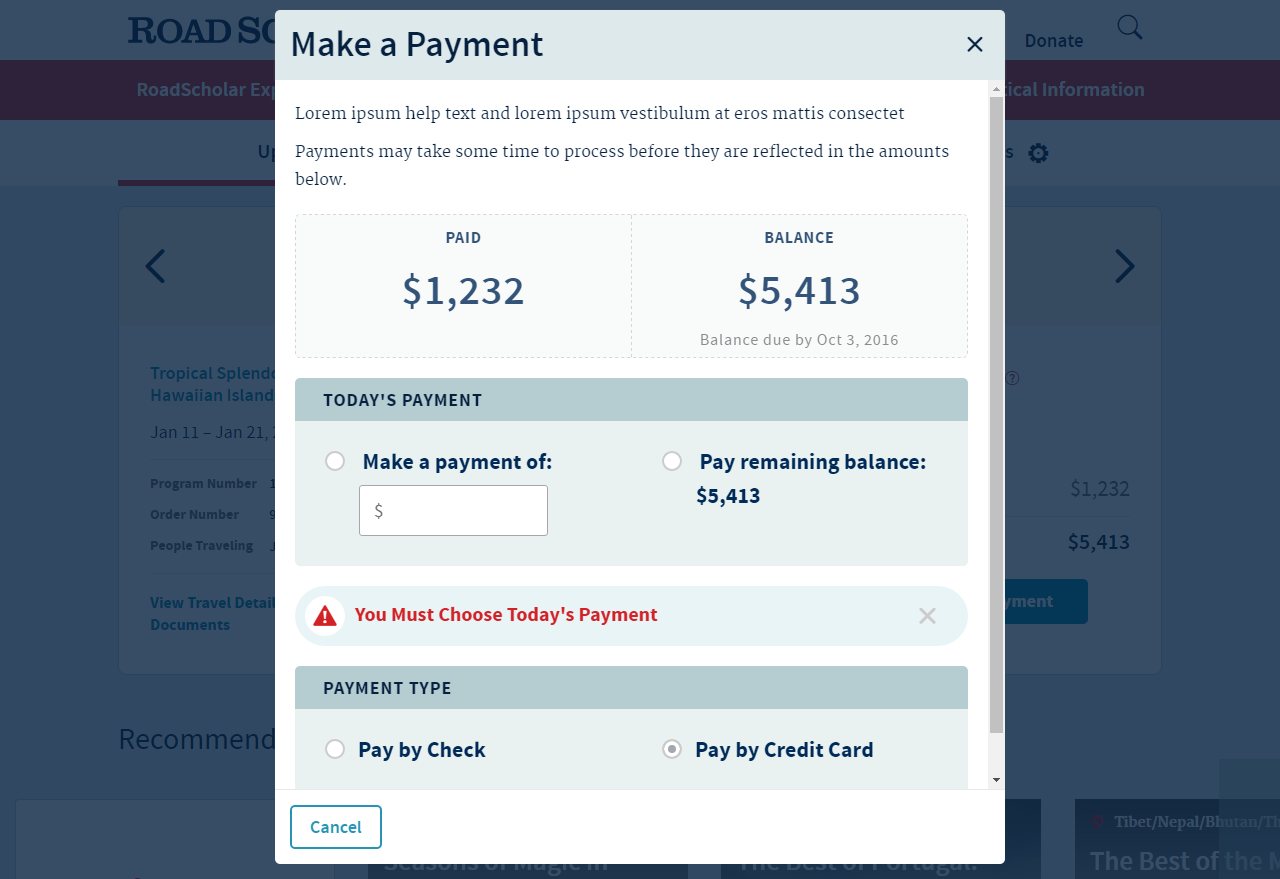 ROAD SC
Make a Payment
Donate
RoadScholar Exp
ical Information
Lorem ipsum help text and lorem ipsum vestibulum at eros mattis consectet
Payments may take some time to process before they are reflected in the amounts
below.
Up
s
PAID
BALANCE
$1,232
$5,413
Balance due by Oct 3, 2016
Tropical Splendo
Hawaiian Island
Jan 11 – Jan 21, 2
Program Number 1
Order Number 9
People Traveling J
View Travel Detail
Documents
TODAY'S PAYMENT
Make a payment of:
$
Pay remaining balance:
$5,413
$1,232
$5,413
yment
You Must Choose Today's Payment
PAYMENT TYPE
Pay by Check
Pay by Credit Card
Recommend
Cancel
Seasons of Magic in
The Best of Portugal:
Tibet/Nepal/Bhutan/Th
The Best of the M